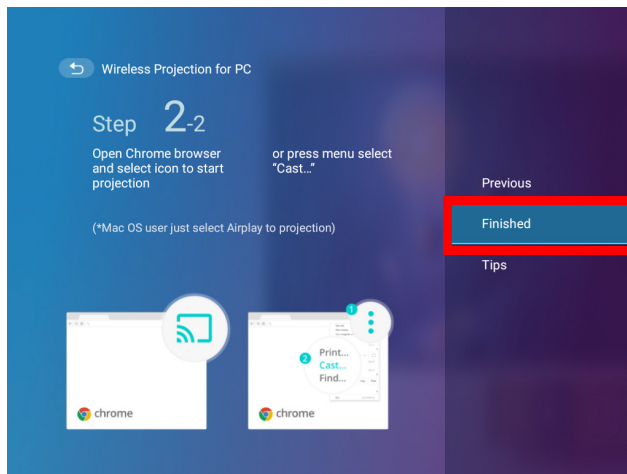 Wireless Projection for PC
Step 2-2
Open Chrome browser
and select icon to start
projection
or press menu select
“Cast...“
(*Mac OS user just select Airplay to projection)
Previous
Finished
Tips
1
2
Print...
Cast...
Find...
chrome
chrome